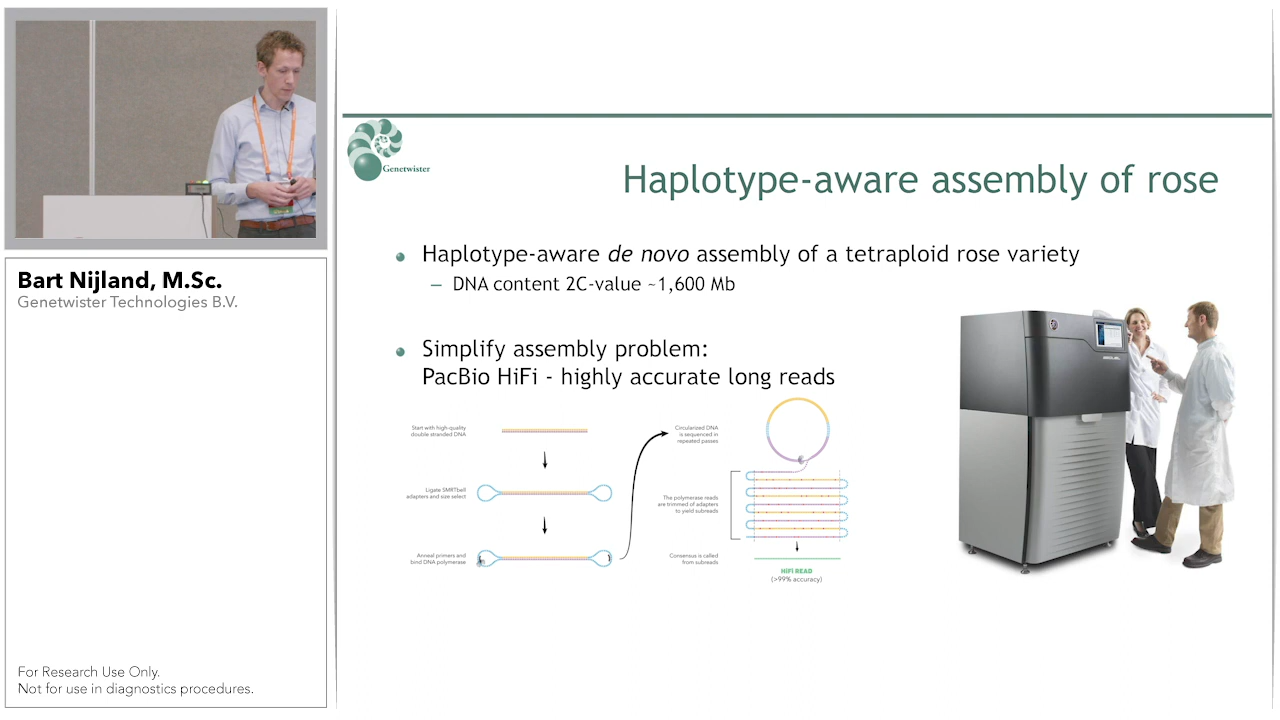 Bart Nijland, M.Sc.
Genetwister Technologies B.V.
For Research Use Only.
Not for use in diagnostics procedures.
Genetwister
Haplotype-aware assembly of rose
Haplotype-aware de novo assembly of a tetraploid rose variety
– DNA content 2C-value ~1,600 Mb
Simplify assembly problem:
PacBio HiFi - highly accurate long reads
Start with high-quality
double stranded DNA
Ligate SMRTbell
adapters and size select
Anneal primers and
bind DNA polymerase
Circularized DNA
is sequenced in
repeated passes
The polymerase reads
are trimmed of adapters
to yield subreads
Consensus is called
from subreads
HiFi READ
(>99% accuracy)